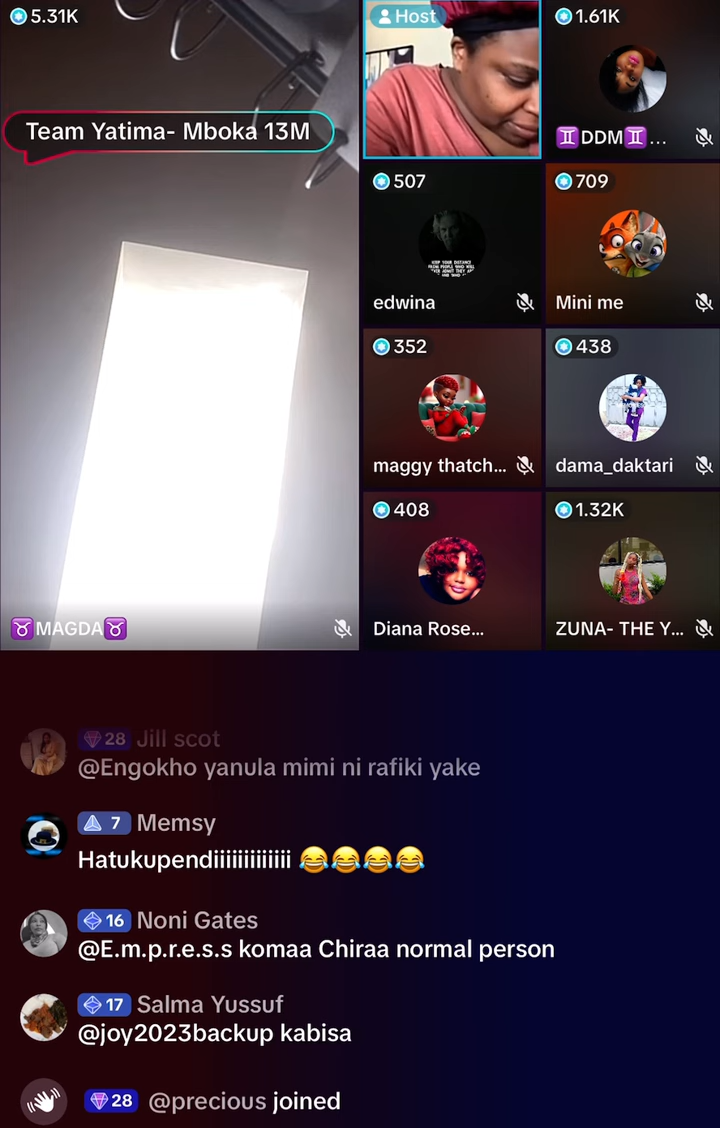 5.31K
Team Yatima- Mboka 13M
♉MAGDA♉
Host
1.61K
♊DDM♊...
507
edwina
709
Mini me
352
maggy thatch...
438
dama_daktari
408
Diana Rose...
1.32K
ZUNA- THE Y...
28 Jill scot
@Engokho yanula mimi ni rafiki yake
7 Memsy
Hatukupendiiiiiiiiiiiii 😂😂😂😂
16 Noni Gates
@E.m.p.r.e.s.s komaa Chiraa normal person
17 Salma Yussuf
@joy2023backup kabisa
28 @precious joined